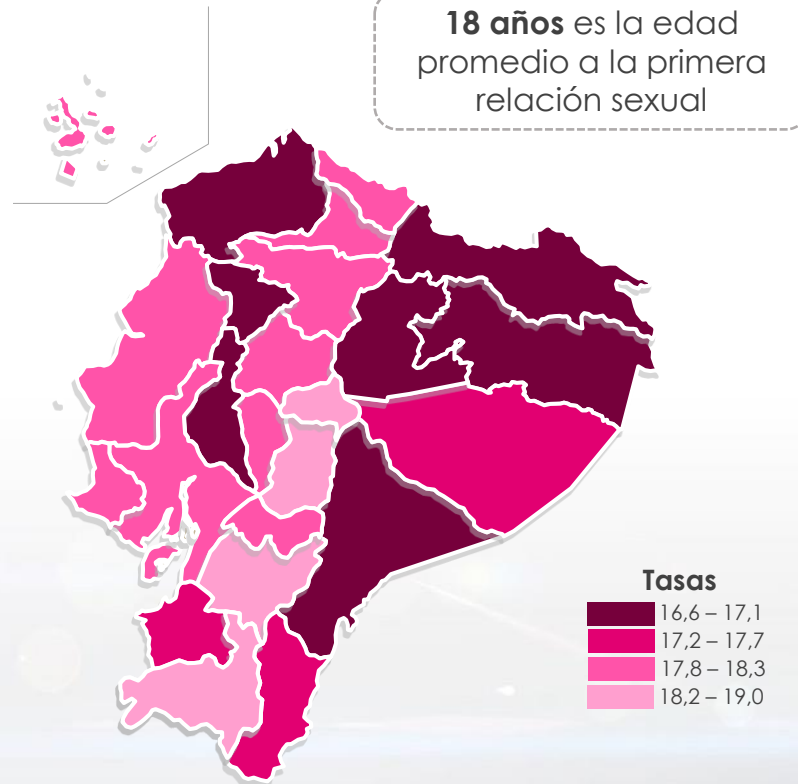 18 años es la edad
promedio a la primera
relación sexual
Tasas
16,6 – 17,1
17,2 – 17,7
17,8 – 18,3
18,2 – 19,0